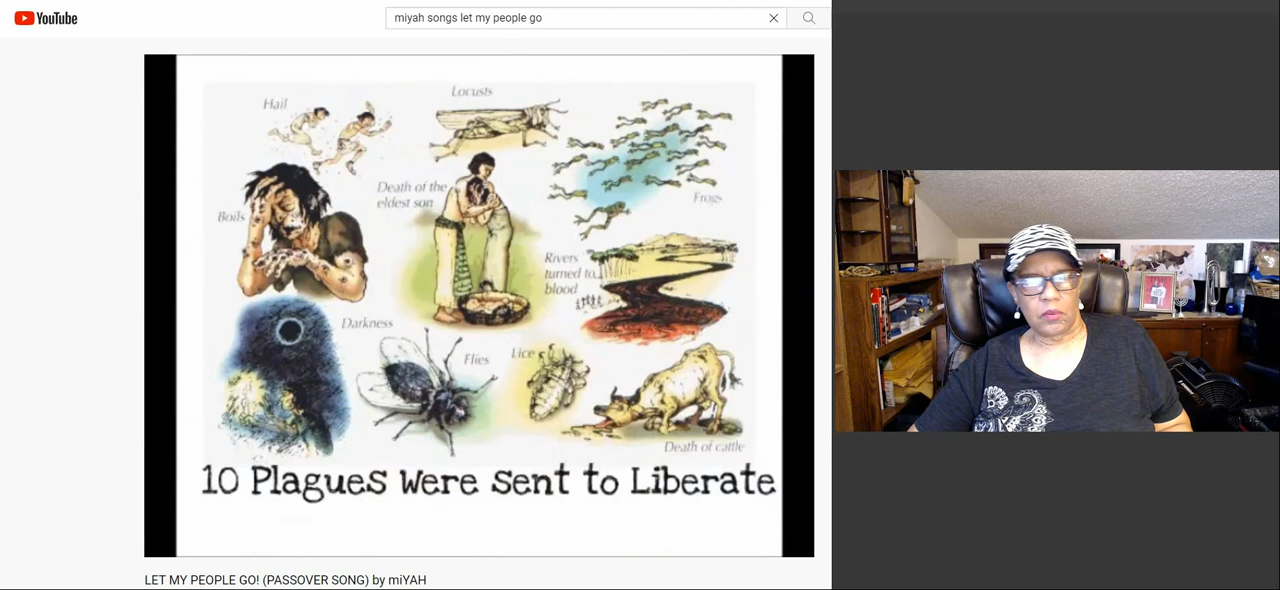 YouTube
miyah songs let my people go
Hail
Locusts
Frogs
Death of the
eldest son
Boils
Rivers
turned to
blood
Darkness
Flies
Lice
Death of cattle
10 Plagues Were sent to Liberate
LET MY PEOPLE GO! (PASSOVER SONG) by miYAH